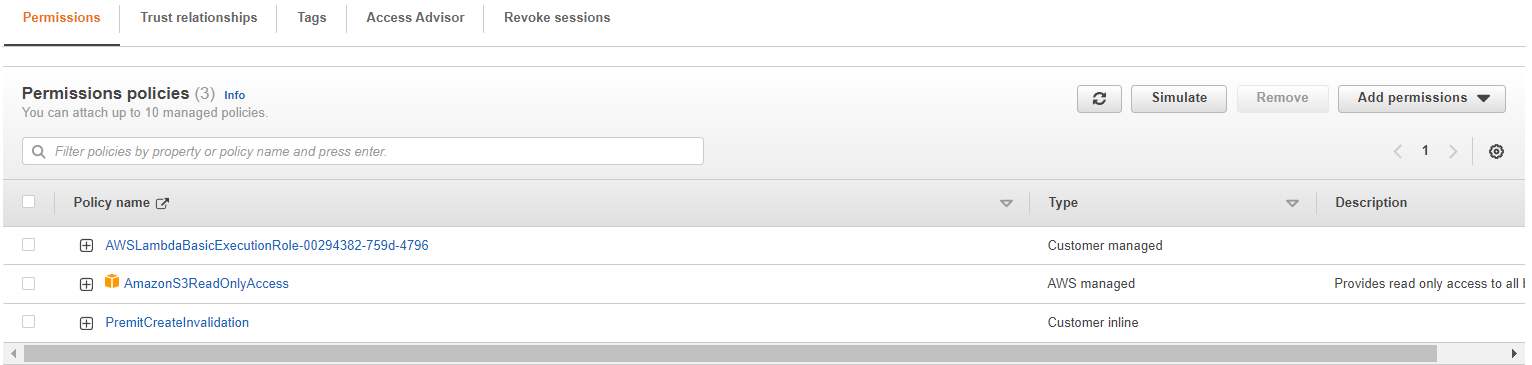 Permissions Trust relationships Tags Access Advisor Revoke sessions
Permissions policies (3) Info
You can attach up to 10 managed policies.
Simulate Remove Add permissions
Filter policies by property or policy name and press enter.
1
Policy name Type Description
AWSLambdaBasicExecutionRole-00294382-759d-4796 Customer managed
AmazonS3ReadOnlyAccess AWS managed Provides read only access to all b
PremitCreateInvalidation Customer inline